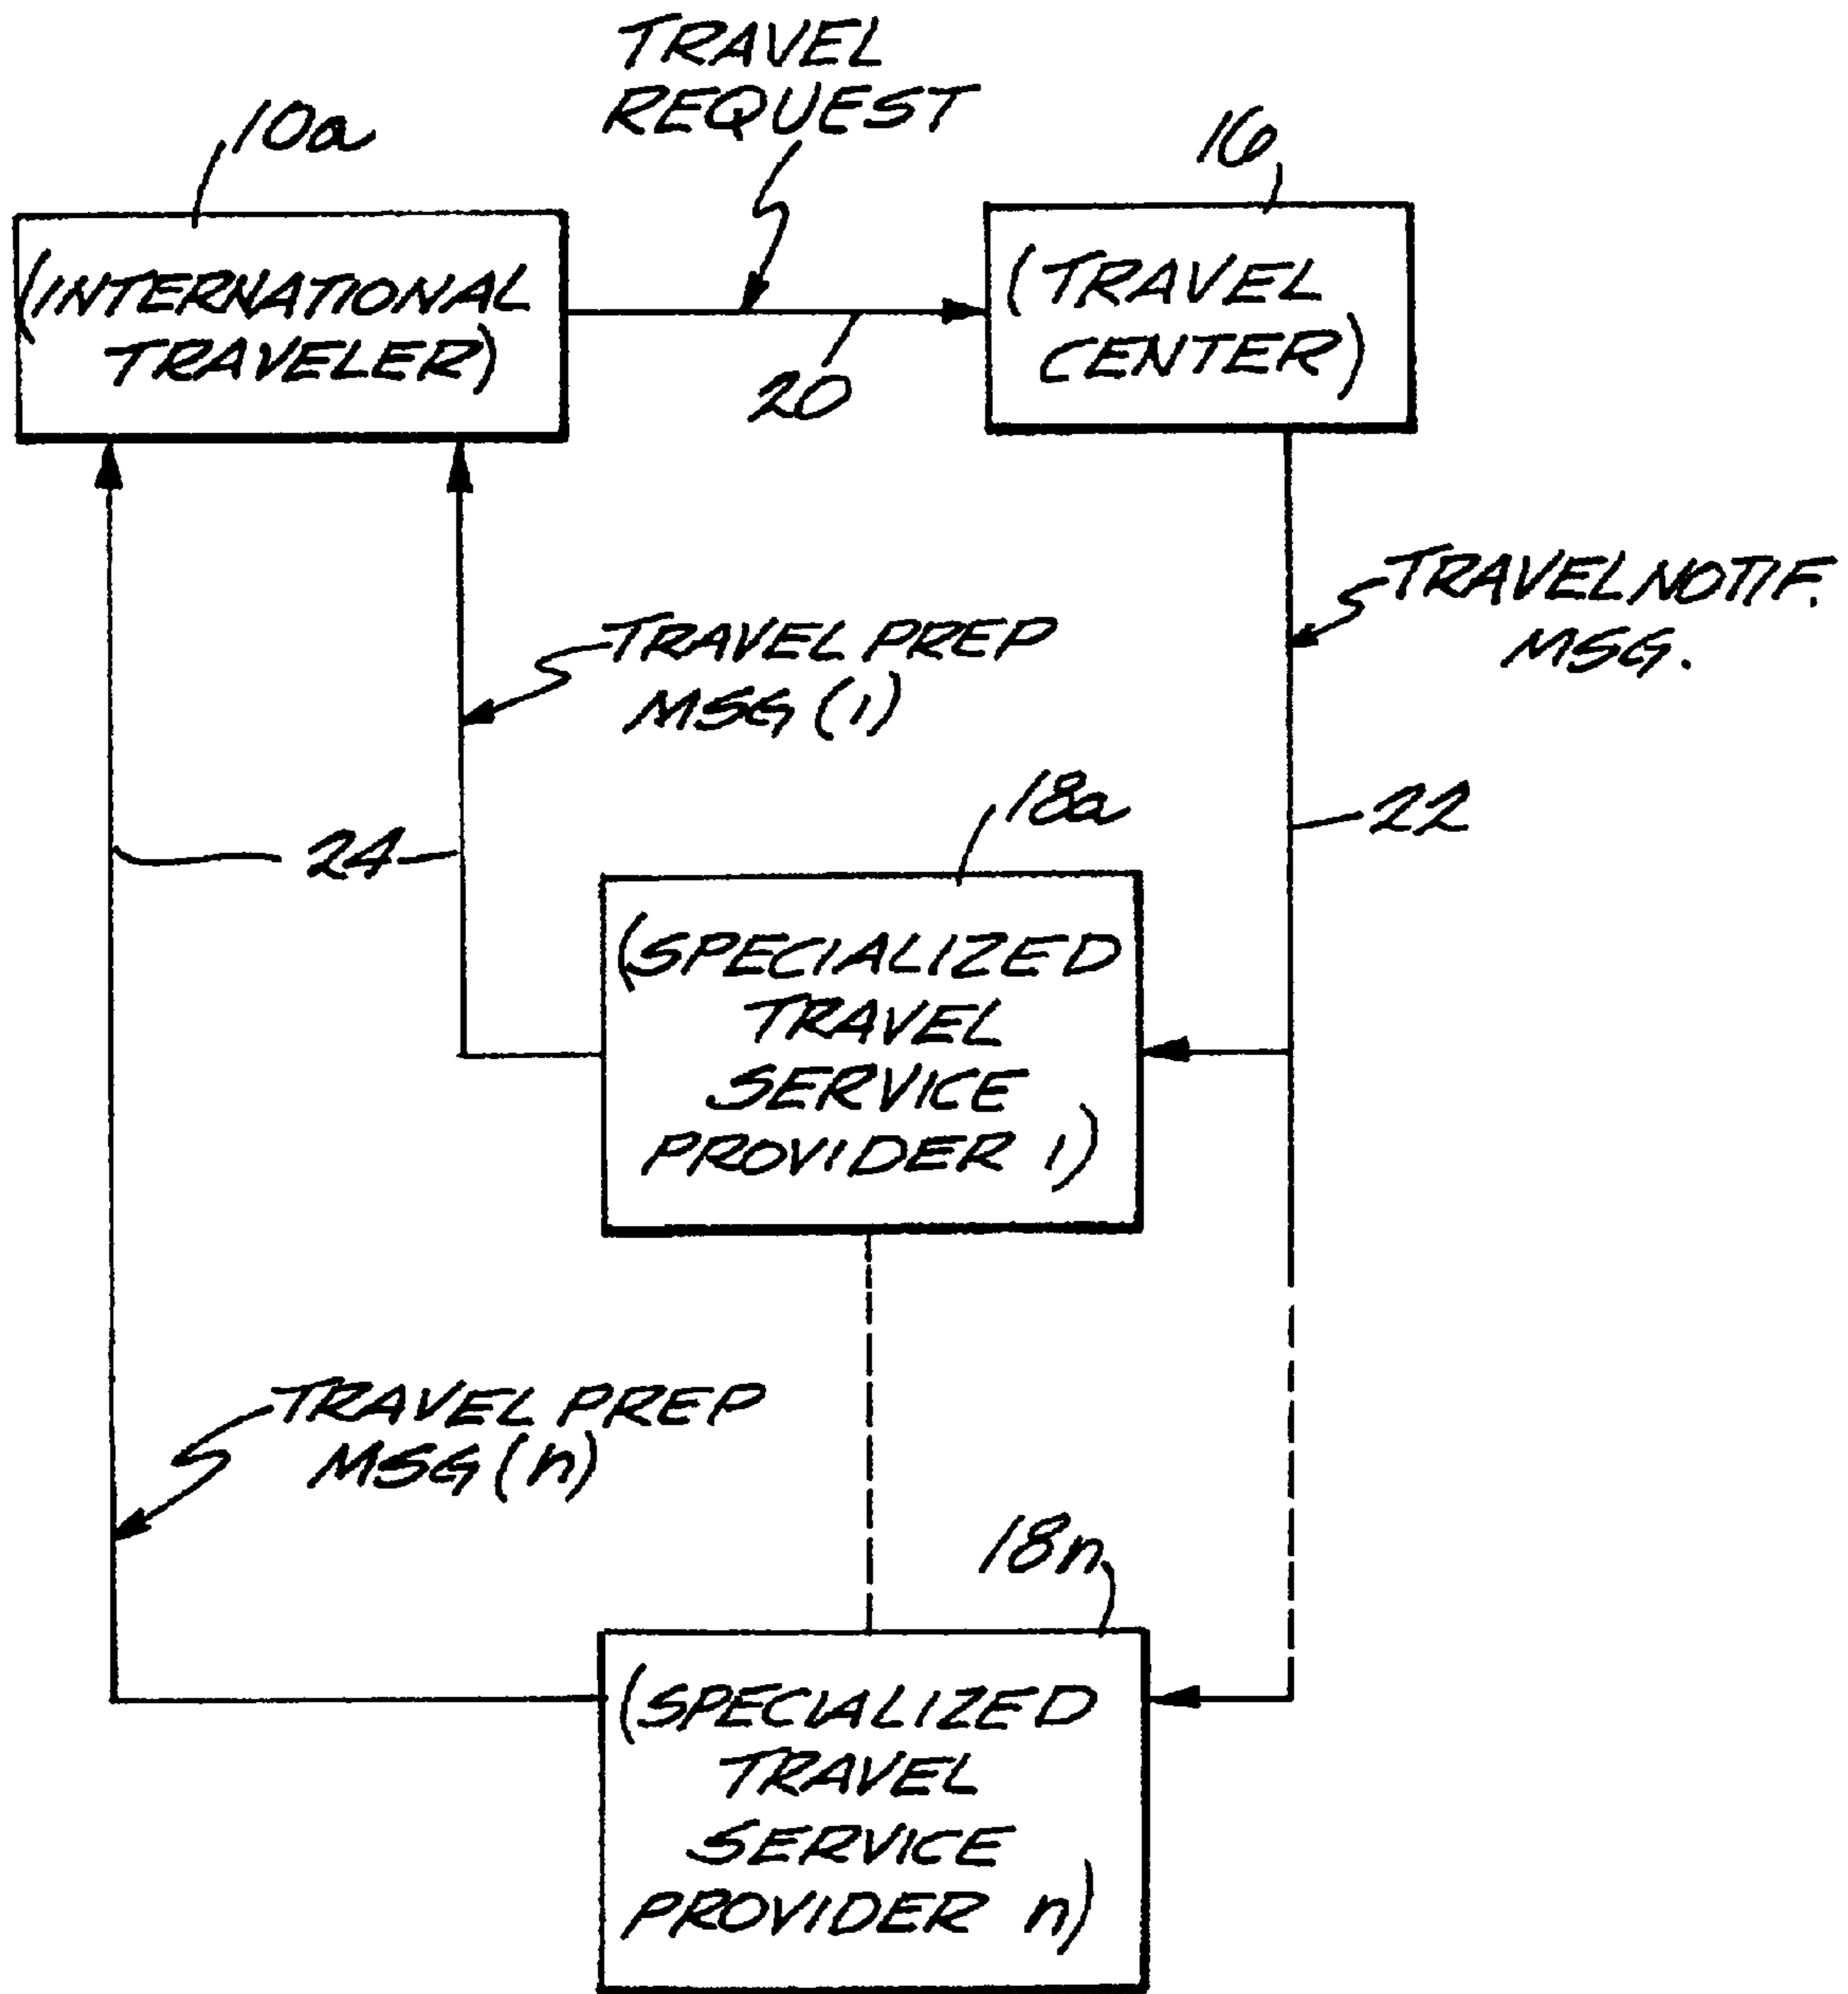 TRAVEL
REQUEST
10a
16
(INTERNATIONAL
TRAVELER)
(TRAVEL
CENTER)
20
TRAVEL NOTIF.
MSG.
TRAVEL PREP
MSG (1)
18a
22
24
(SPECIALIZED
TRAVEL
SERVICE
PROVIDER 1)
TRAVEL PREP
MSG (n)
18n
(SPECIALIZED
TRAVEL
SERVICE
PROVIDER n)